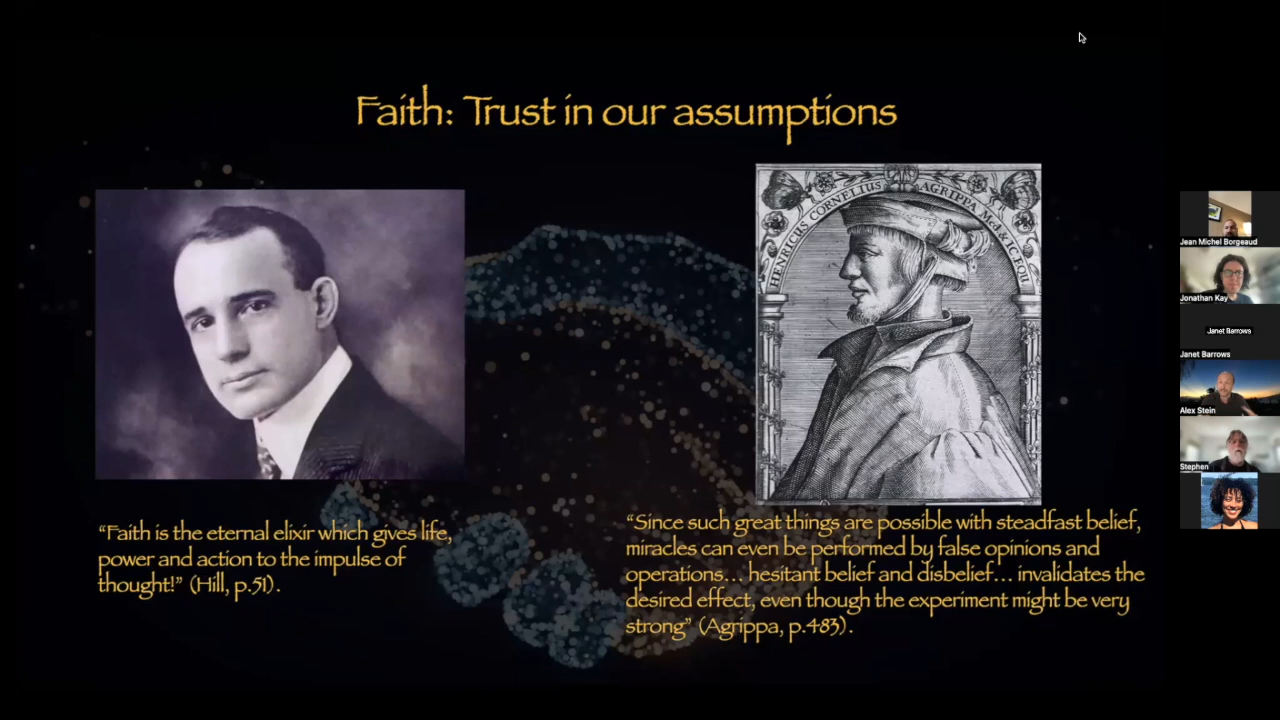 Faith: Trust in our assumptions
HENRICUS CORNELIUS AGRIPPA
“Faith is the eternal elixir which gives life,
power and action to the impulse of
thought!” (Hill, p.51).
“Since such great things are possible with steadfast belief,
miracles can even be performed by false opinions and
operations... hesitant belief and disbelief... invalidates the
desired effect, even though the experiment might be very
strong” (Agrippa, p.483).
Jean Michel Borgeaud
Jonathan Kay
Janet Barrows
Janet Barrows
Alex Stein
Stephen